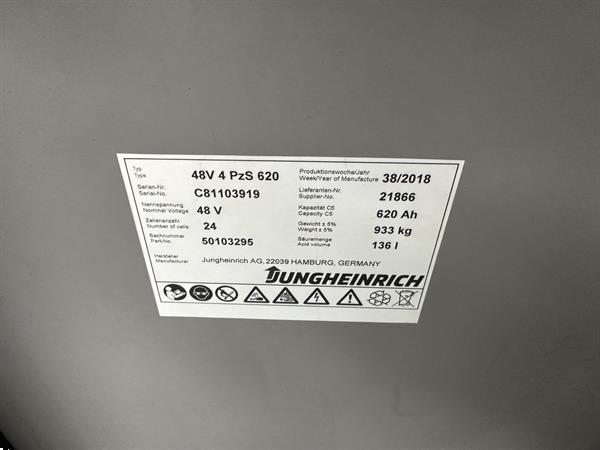 Typ
Type
48V 4 PzS 620
Produktionswoche/Jahr
Week/Year of Manufacture
38/2018
Serien-Nr.
Serial-No.
C81103919
Lieferanten-Nr.
Supplier-No.
21866
Nennspannung
Nominal Voltage
48 V
Kapazität C5
Capacity C5
620 Ah
Zellenanzahl
Number of cells
24
Gewicht ± 5%
Weight ± 5%
933 kg
Sachnummer
Part-No.
50103295
Säuremenge
Acid volume
136 l
Hersteller
Manufacturer
Jungheinrich AG, 22039 HAMBURG, GERMANY
JUNGHEINRICH